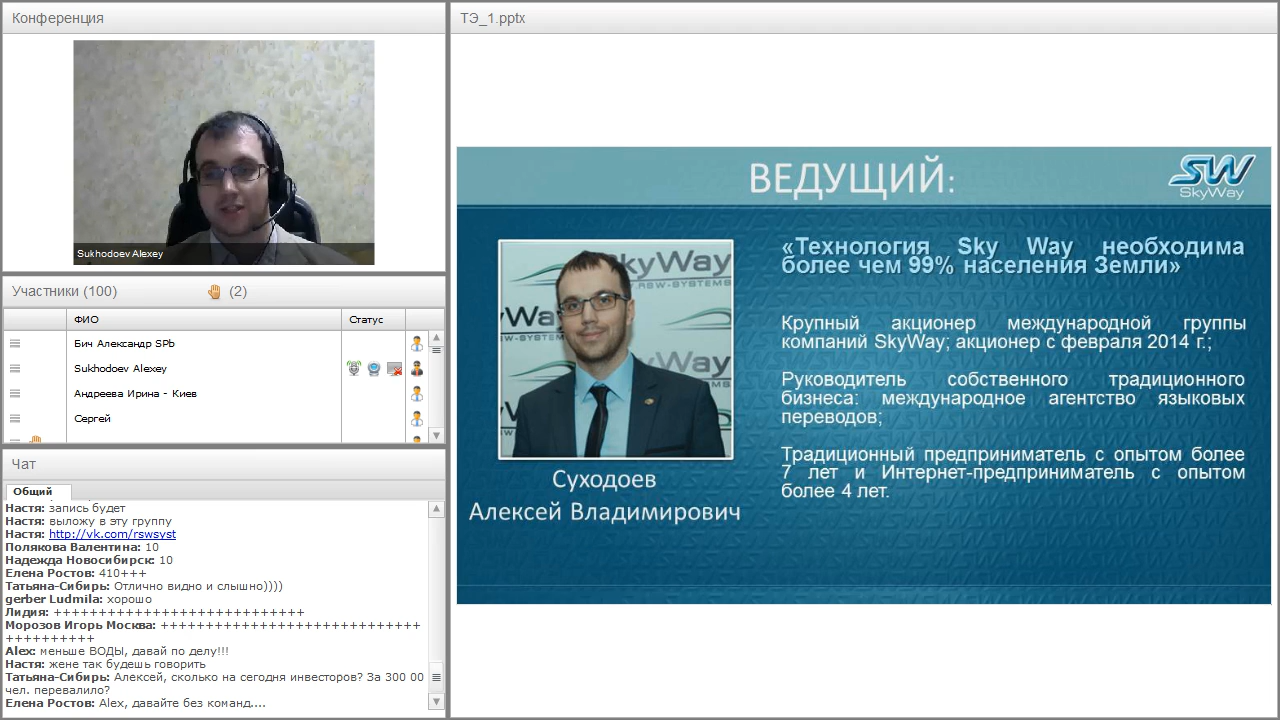 Конференция
Sukhodoev Alexey
Участники (100)
(2)
ФИО
Статус
Бич Александр SPb
Sukhodoev Alexey
Андреева Ирина - Киев
Сергей
Чат
Общий
Настя: запись будет
Настя: выложу в эту группу
Настя: http://vk.com/rswsyst
Полякова Валентина: 10
Надежда Новосибирск: 10
Елена Ростов: 410+++
Татьяна-Сибирь: Отлично видно и слышно))))
gerber Ludmila: хорошо
Лидия: ++++++++++++++++++++++++++++
Морозов Игорь Москва: +++++++++++++++++++++++++++++
++++++++++
Alex: меньше ВОДЫ, давай по делу!!!
Настя: жене так будешь говорить
Татьяна-Сибирь: Алексей, сколько на сегодня инвесторов? За 300 00
чел. перевалило?
Елена Ростов: Alex, давайте без команд....
ТЭ_1.pptx
ВЕДУЩИЙ:
SW
SkyWay
SkyWay
WWW.RSW-SYSTEMS
«Технология Sky Way необходима
более чем 99% населения Земли»
Крупный акционер международной группы
компаний SkyWay; акционер с февраля 2014 г.;
Руководитель собственного традиционного
бизнеса: международное агентство языковых
переводов;
Традиционный предприниматель с опытом более
7 лет и Интернет-предприниматель с опытом
более 4 лет.
Суходоев
Алексей Владимирович